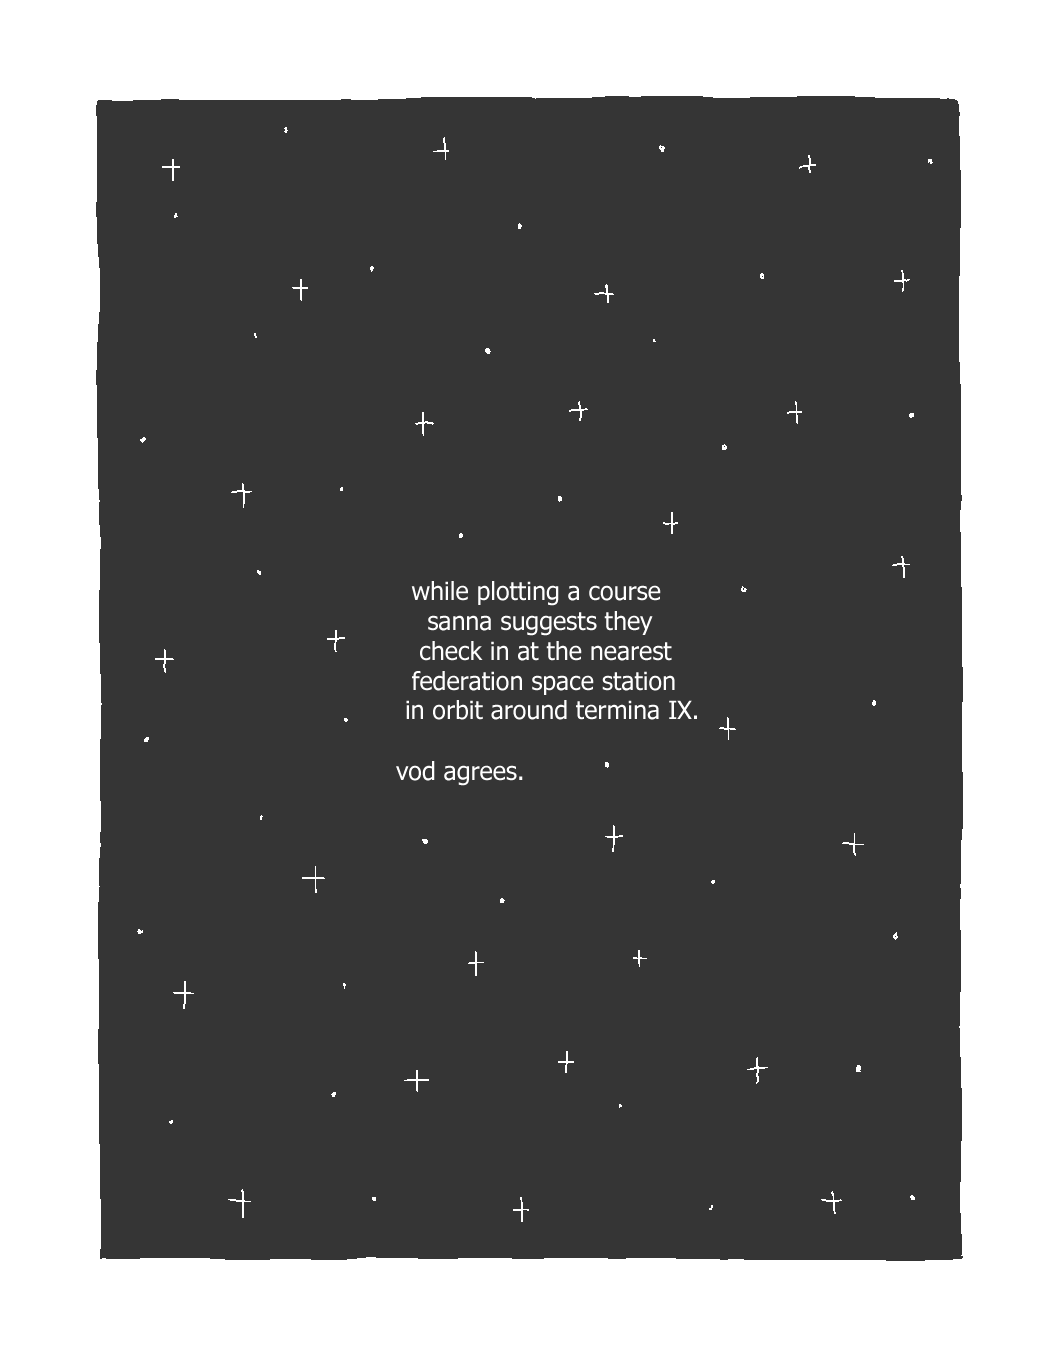 while plotting a course
sanna suggests they
check in at the nearest
federation space station
in orbit around termina IX.
vod agrees.